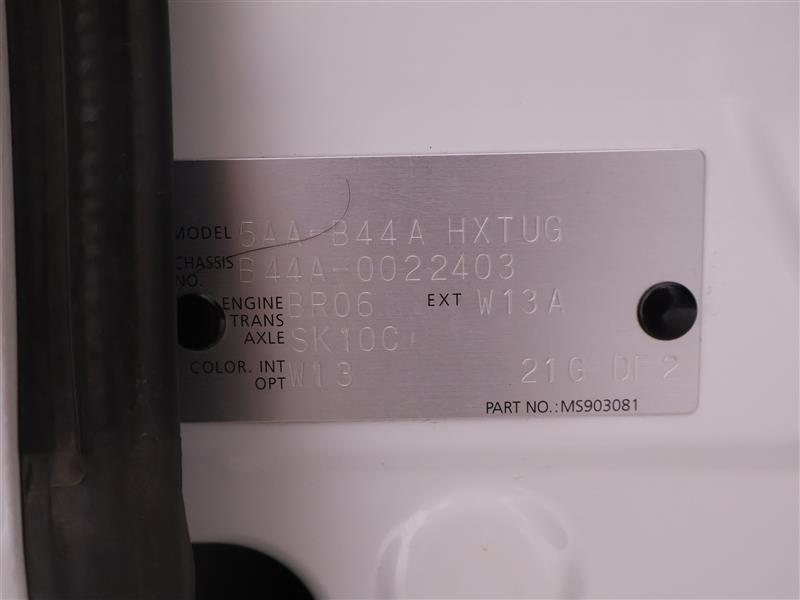 MODEL 5AA-B44A HXTUG
CHASSIS NO. B44A-0022403
ENGINE BR06 EXT W13A
TRANS AXLE SK10C
COLOR. INT
OPT W13 21G DF2
PART NO.:MS903081